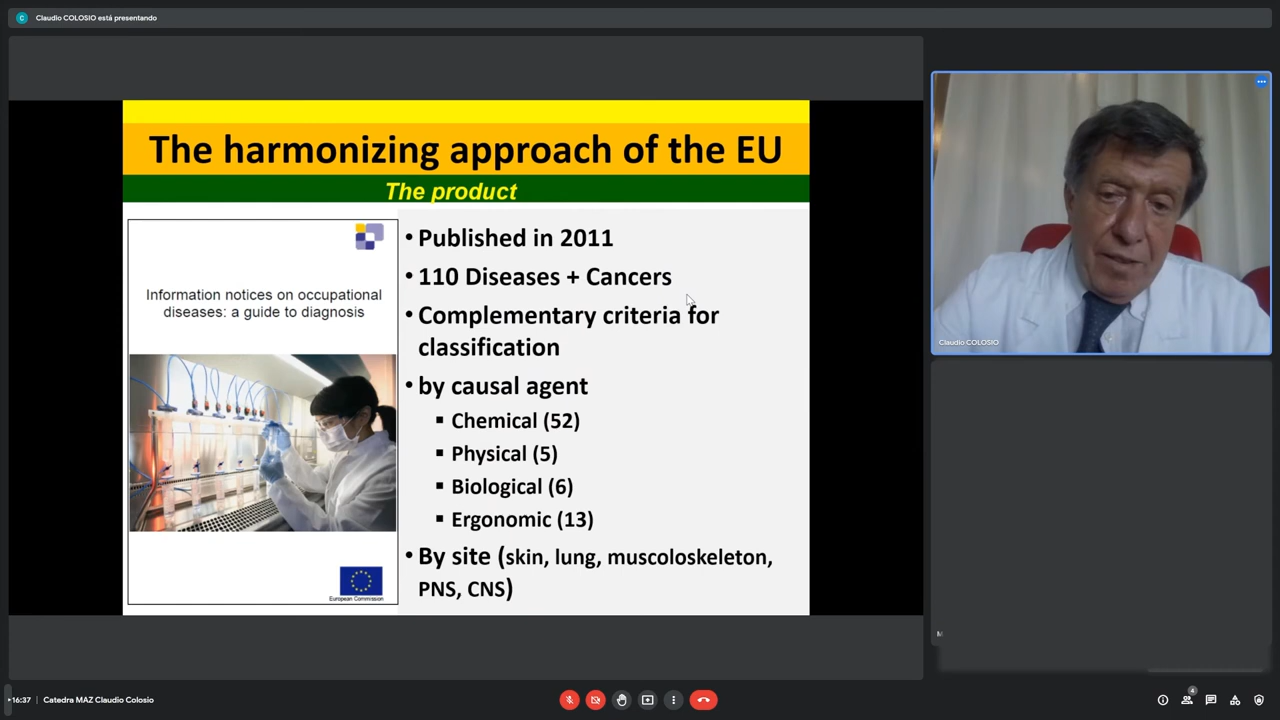 C
Claudio COLOSIO está presentando
The harmonizing approach of the EU
The product
Information notices on occupational
diseases: a guide to diagnosis
European Commission
• Published in 2011
• 110 Diseases + Cancers
• Complementary criteria for
classification
• by causal agent
▪ Chemical (52)
▪ Physical (5)
▪ Biological (6)
▪ Ergonomic (13)
• By site (skin, lung, muscoloskeleton,
PNS, CNS)
Claudio COLOSIO
16:37 | Catedra MAZ Claudio Colosio
4